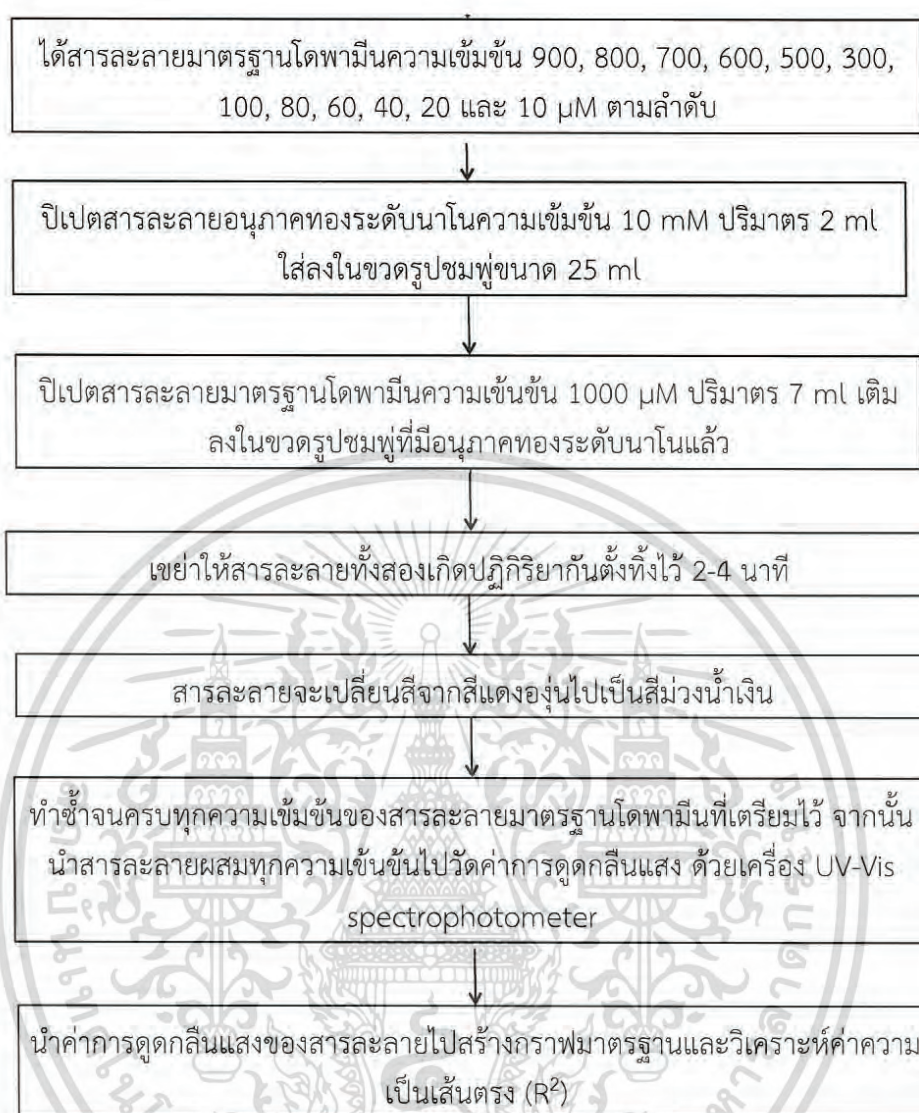 ได้สารละลายมาตรฐานโดพามีนความเข้มข้น 900, 800, 700, 600, 500, 300,
100, 80, 60, 40, 20 และ 10 µM ตามลำดับ
ปิเปตสารละลายอนุภาคทองระดับนาโนความเข้มข้น 10 mM ปริมาตร 2 ml
ใส่ลงในขวดรูปชมพู่ขนาด 25 ml
ปิเปตสารละลายมาตรฐานโดพามีนความเข้นข้น 1000 µM ปริมาตร 7 ml เติม
ลงในขวดรูปชมพู่ที่มีอนุภาคทองระดับนาโนแล้ว
เขย่าให้สารละลายทั้งสองเกิดปฏิกิริยากันตั้งทิ้งไว้ 2-4 นาที
สารละลายจะเปลี่ยนสีจากสีแดงองุ่นไปเป็นสีม่วงน้ำเงิน
ทำซ้ำจนครบทุกความเข้มข้นของสารละลายมาตรฐานโดพามีนที่เตรียมไว้ จากนั้น
นำสารละลายผสมทุกความเข้นข้นไปวัดค่าการดูดกลืนแสง ด้วยเครื่อง UV-Vis
spectrophotometer
นำค่าการดูดกลืนแสงของสารละลายไปสร้างกราฟมาตรฐานและวิเคราะห์ค่าความ
เป็นเส้นตรง (R²)